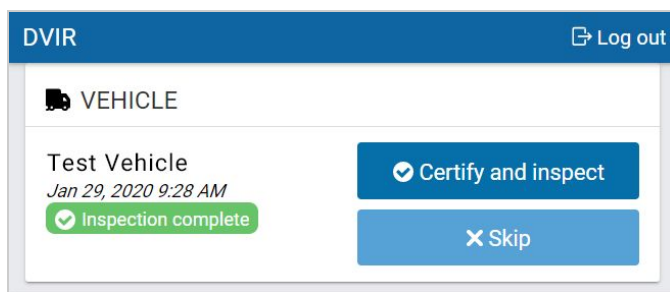 DVIR
Log out
VEHICLE
Test Vehicle
Jan 29, 2020 9:28 AM
Inspection complete
Certify and inspect
Skip